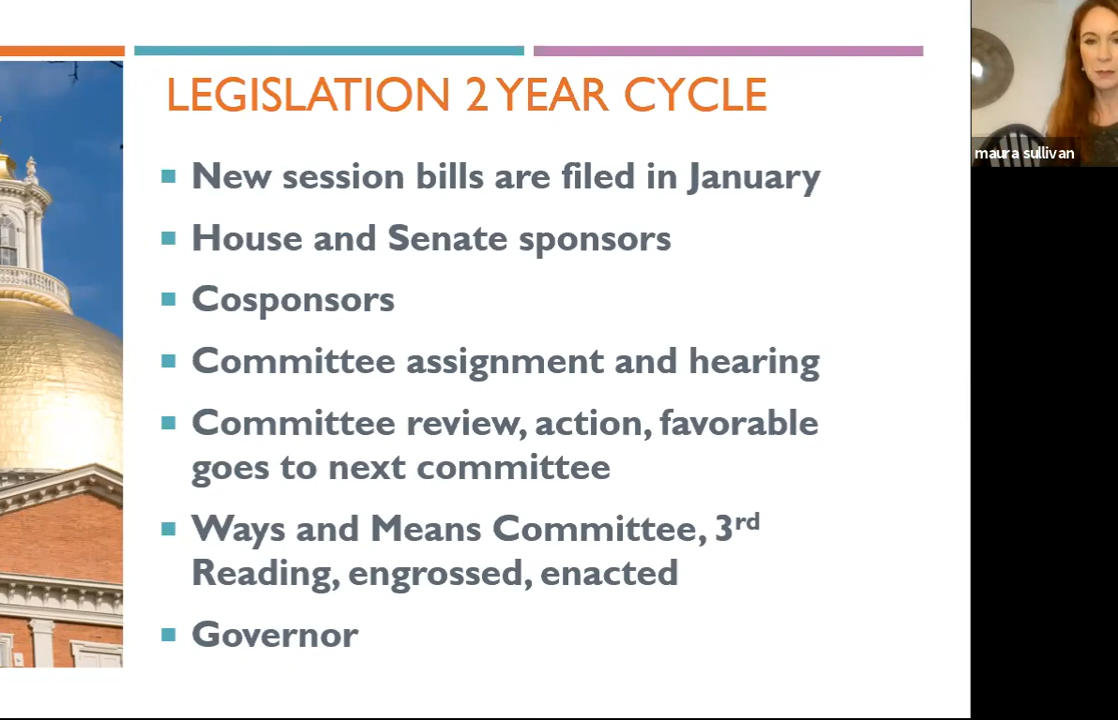 LEGISLATION 2 YEAR CYCLE
New session bills are filed in January
House and Senate sponsors
Cosponsors
Committee assignment and hearing
Committee review, action, favorable
goes to next committee
Ways and Means Committee, 3rd
Reading, engrossed, enacted
Governor
maura sullivan